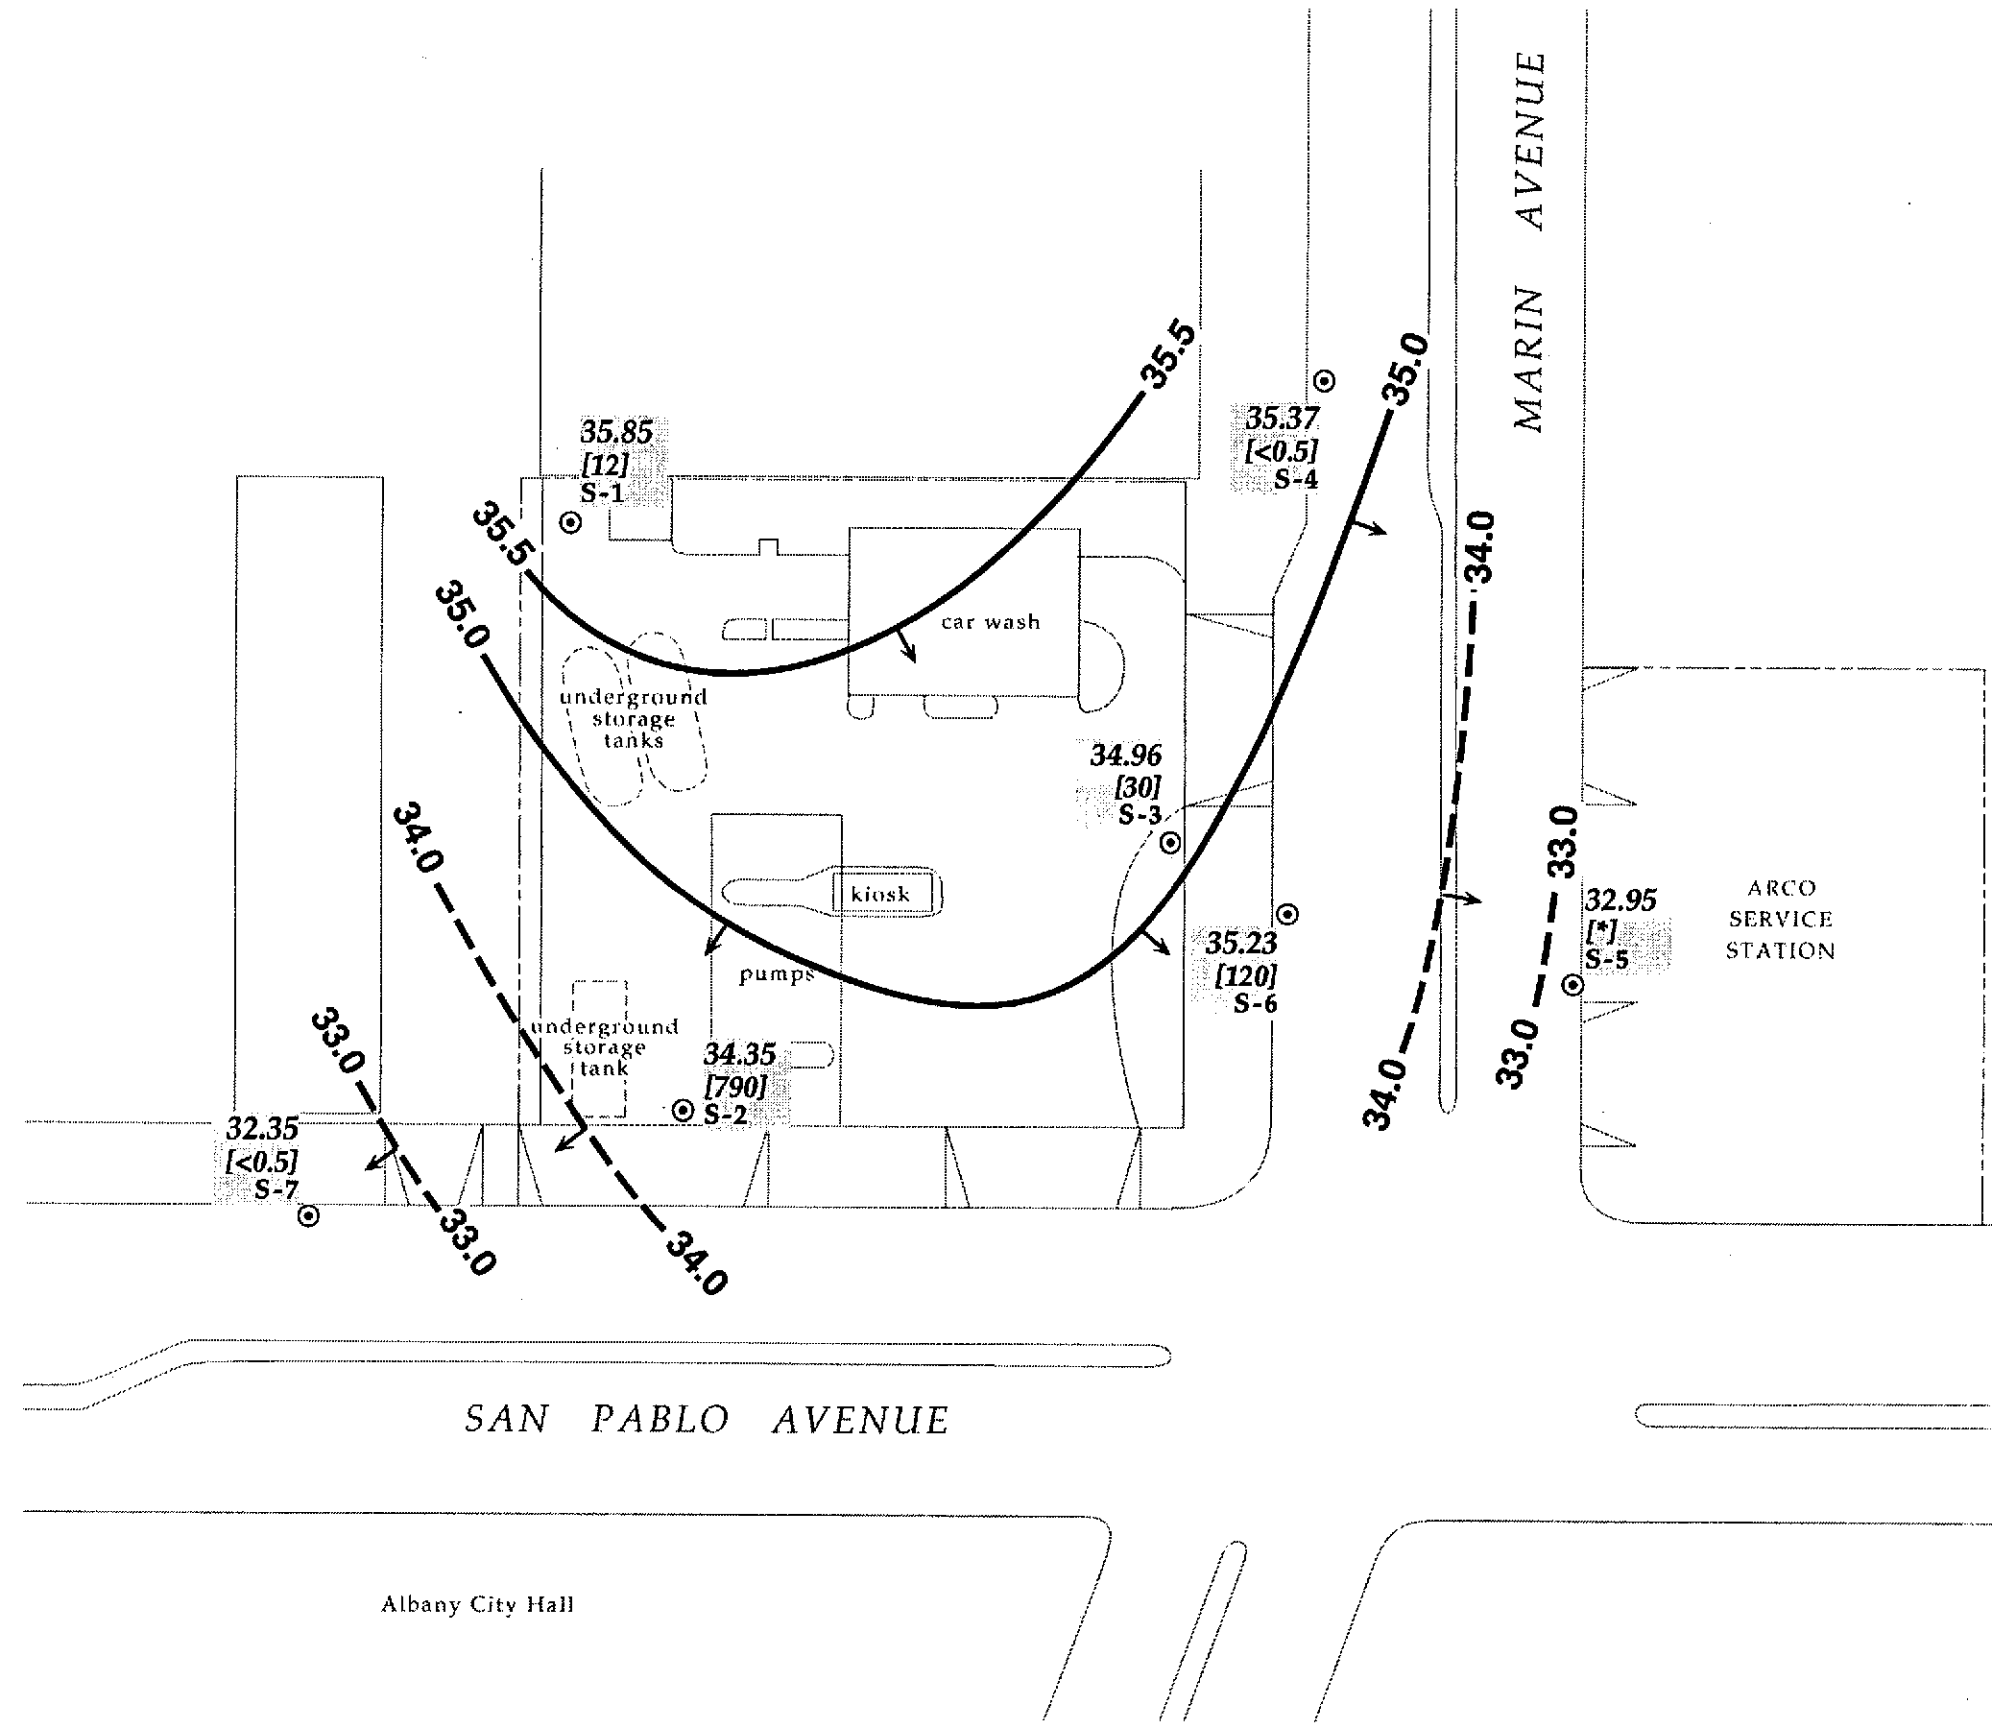 MARIN AVENUE
35.5
35.0
35.37
[<0.5]
S-4
35.85
[12]
S-1
35.5
34.0
35.0
car wash
underground
storage
tanks
34.96
[30]
S-3
34.0
33.0
kiosk
32.95
[*]
S-5
ARCO
SERVICE
STATION
35.23
[120]
S-6
pumps
33.0
underground
storage
tank
34.35
[790]
S-2
33.0
34.0
32.35
[<0.5]
S-7
33.0
34.0
SAN PABLO AVENUE
Albany City Hall